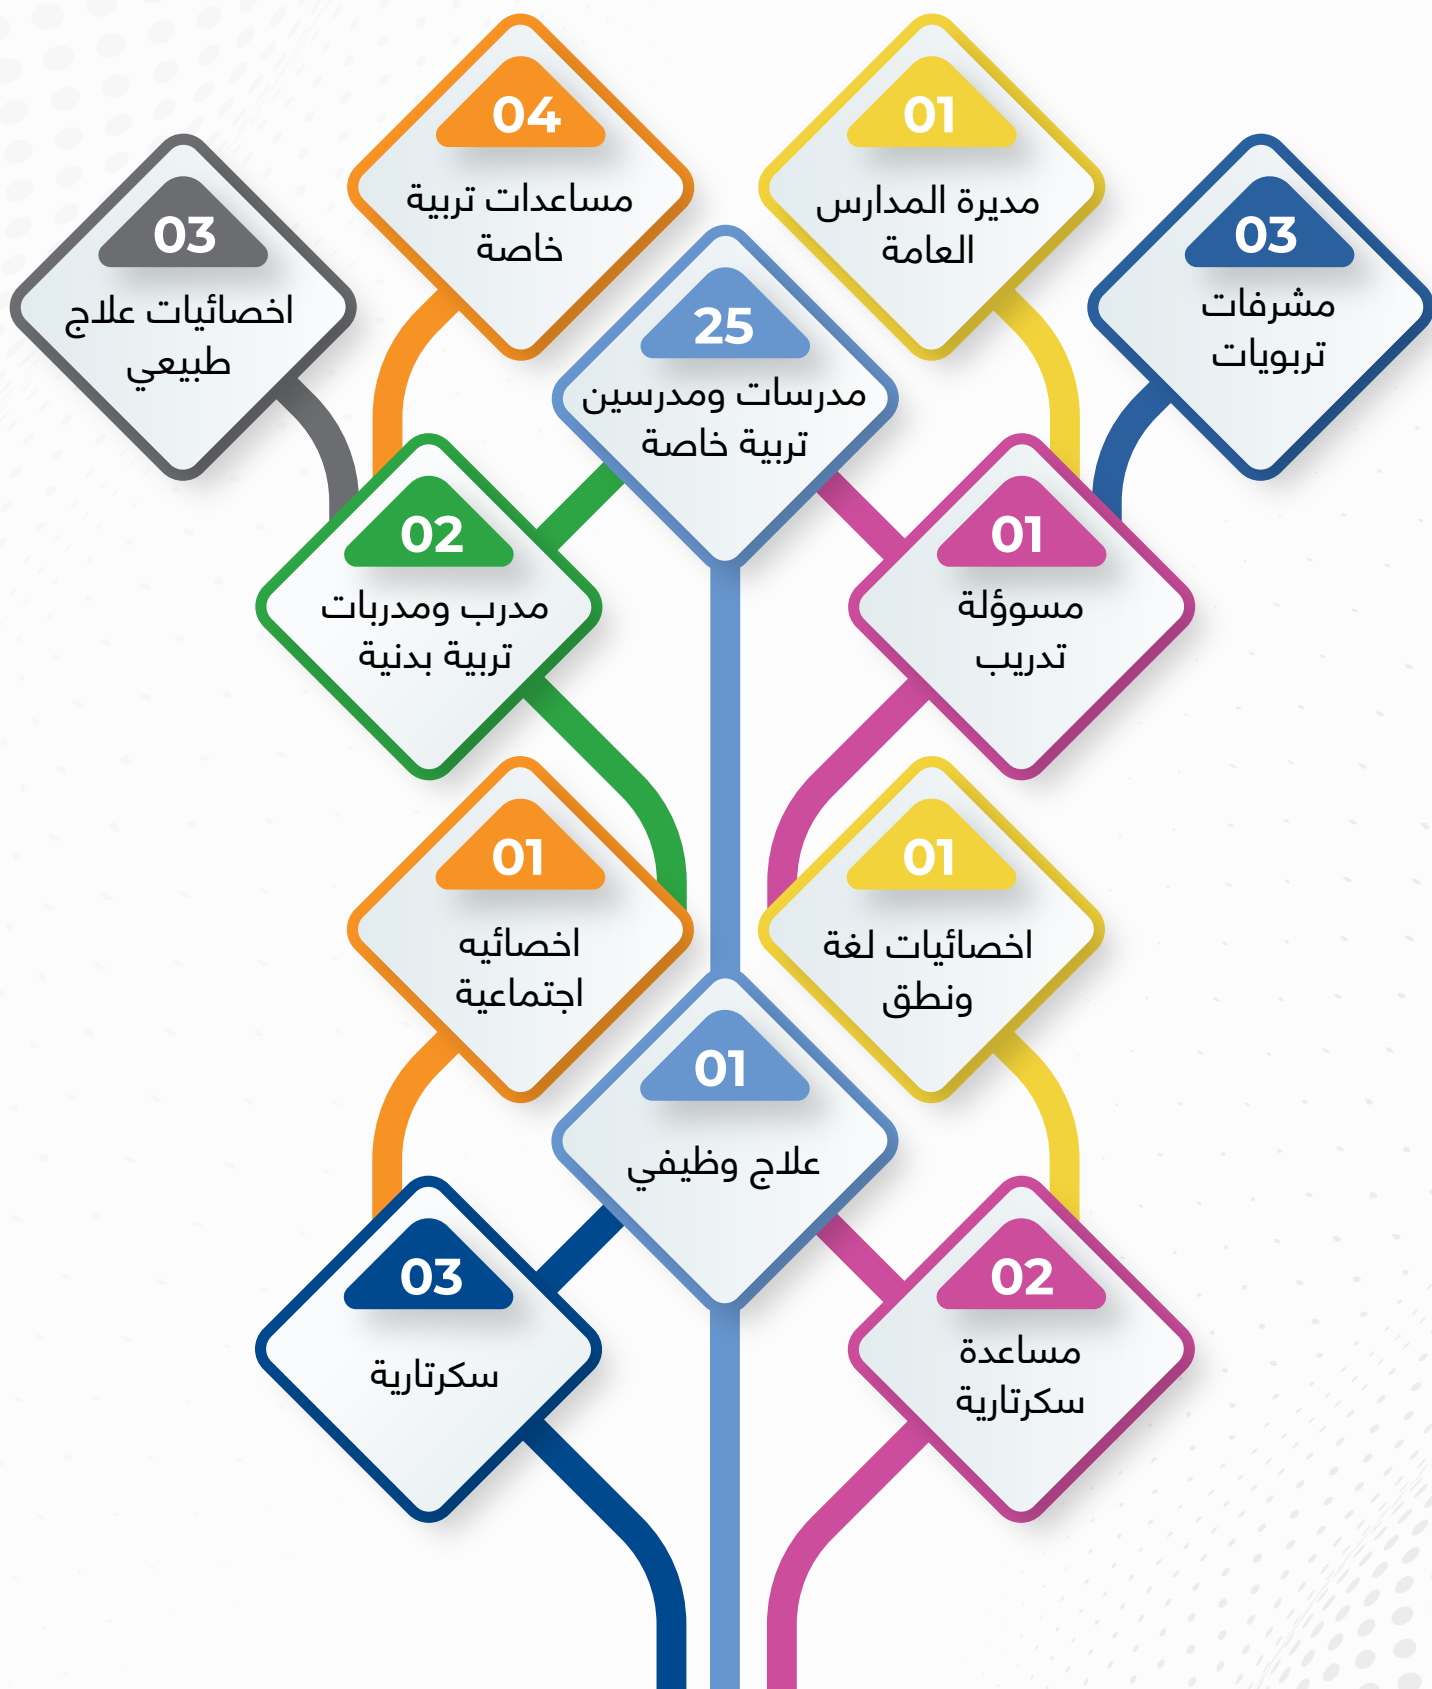 01
مديرة المدارس
العامة
04
مساعدات تربية
خاصة
03
مشرفات
تربويات
03
اخصائيات علاج
طبيعي
25
مدرسات ومدرسين
تربية خاصة
01
مسوؤلة
تدريب
02
مدرب ومدربات
تربية بدنية
01
اخصائيات لغة
ونطق
01
اخصائيه
اجتماعية
01
علاج وظيفي
02
مساعدة
سكرتارية
03
سكرتارية